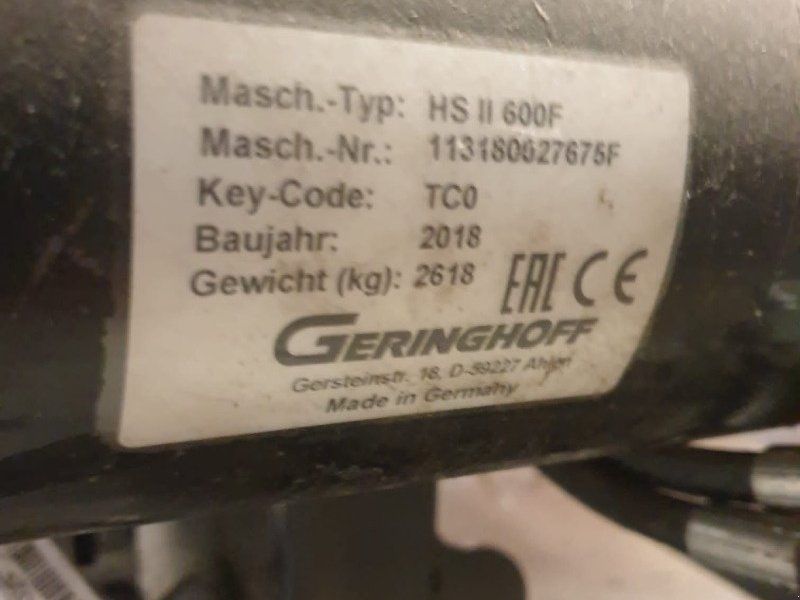 Masch.-Typ: HS II 600F
Masch.-Nr.: 113180627675F
Key-Code: TC0
Baujahr: 2018
Gewicht (kg): 2618
EAC CE
GERINGHOFF
Gersteinstr. 18, D-59227 Ahlen
Made in Germany